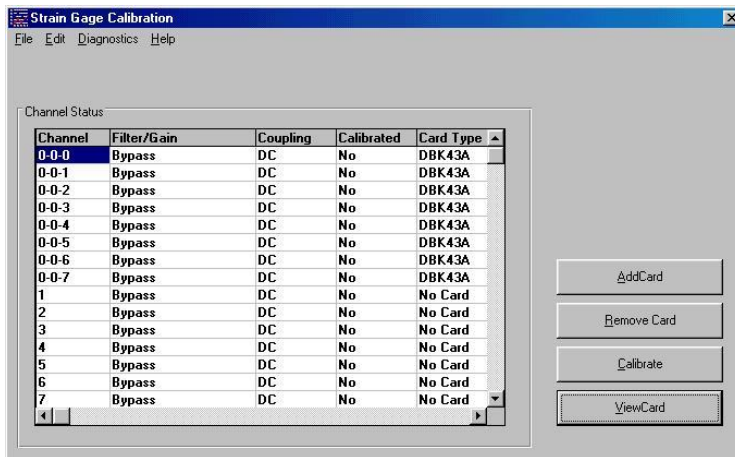 Strain Gage Calibration
File Edit Diagnostics Help
Channel Status
Channel Filter/Gain Coupling Calibrated Card Type
0-0-0 Bypass DC No DBK43A
0-0-1 Bypass DC No DBK43A
0-0-2 Bypass DC No DBK43A
0-0-3 Bypass DC No DBK43A
0-0-4 Bypass DC No DBK43A
0-0-5 Bypass DC No DBK43A
0-0-6 Bypass DC No DBK43A
0-0-7 Bypass DC No DBK43A
1 Bypass DC No No Card
2 Bypass DC No No Card
3 Bypass DC No No Card
4 Bypass DC No No Card
5 Bypass DC No No Card
6 Bypass DC No No Card
7 Bypass DC No No Card
AddCard
Remove Card
Calibrate
ViewCard